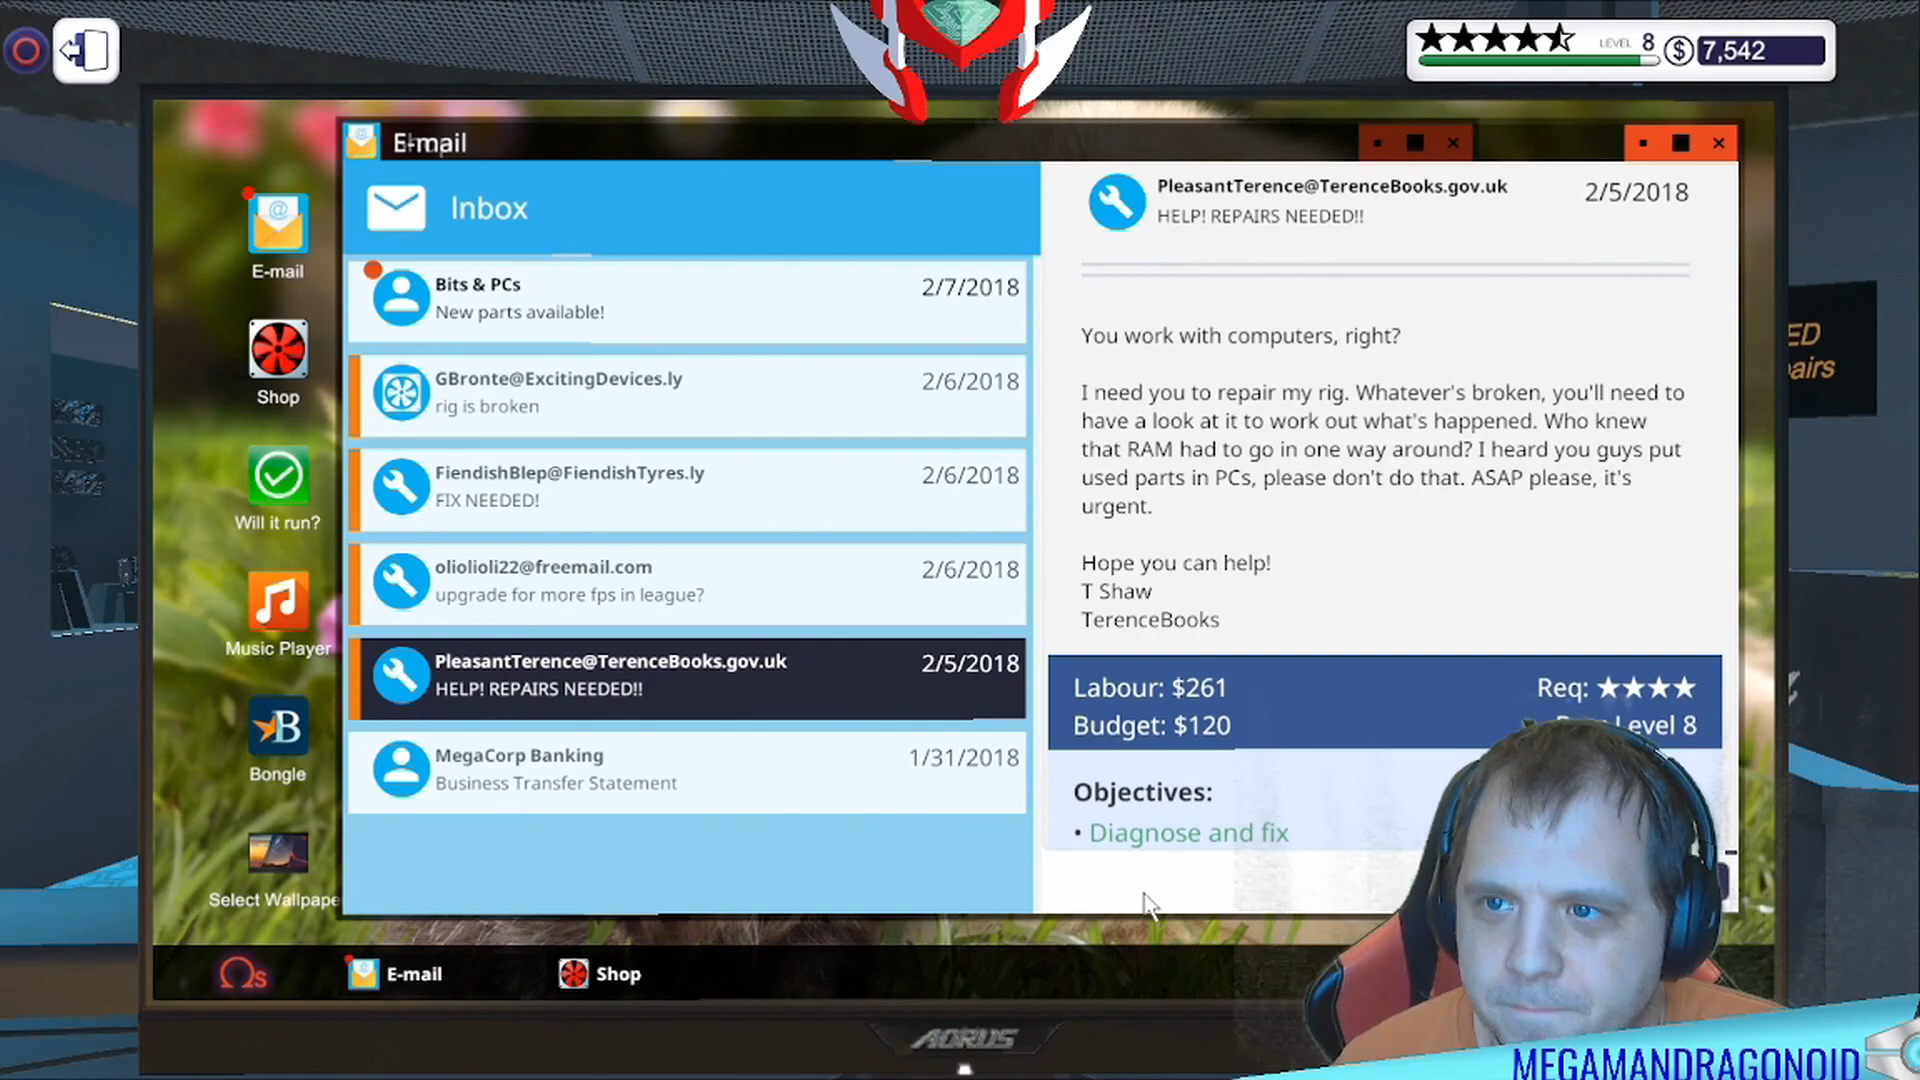 LEVEL 8 $ 7,542
E-mail
Inbox
PleasantTerence@TerenceBooks.gov.uk 2/5/2018
HELP! REPAIRS NEEDED!!
E-mail
Shop
Will it run?
Music Player
Bongle
Select Wallpape
Bits & PCs 2/7/2018
New parts available!
GBronte@ExcitingDevices.ly 2/6/2018
rig is broken
FiendishBlep@FiendishTyres.ly 2/6/2018
FIX NEEDED!
oliolioli22@freemail.com 2/6/2018
upgrade for more fps in league?
PleasantTerence@TerenceBooks.gov.uk 2/5/2018
HELP! REPAIRS NEEDED!!
MegaCorp Banking 1/31/2018
Business Transfer Statement
You work with computers, right?
I need you to repair my rig. Whatever's broken, you'll need to
have a look at it to work out what's happened. Who knew
that RAM had to go in one way around? I heard you guys put
used parts in PCs, please don't do that. ASAP please, it's
urgent.
Hope you can help!
T Shaw
TerenceBooks
Labour: $261 Req: ★★★★
Budget: $120 Level 8
Objectives:
• Diagnose and fix
ED
airs
Ωs E-mail Shop
AORUS
MEGAMANDRAGONOID